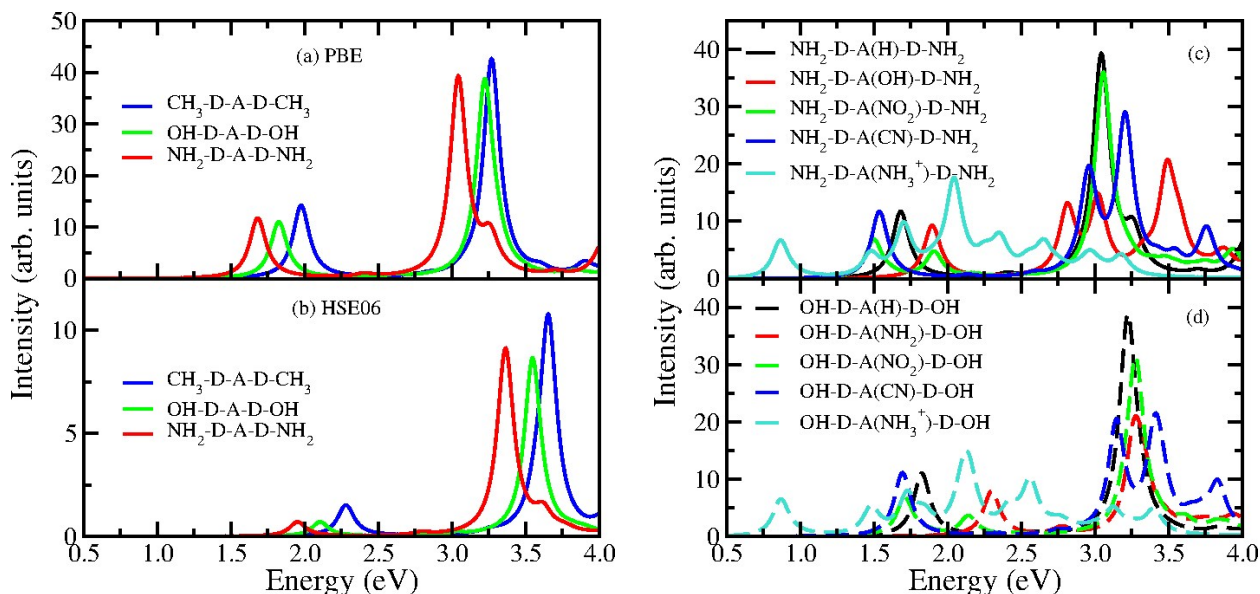 50
40
30
20
10
0
Intensity (arb. units)
(a) PBE
CH₃-D-A-D-CH₃
OH-D-A-D-OH
NH₂-D-A-D-NH₂
10
5
0
Intensity (arb. units)
(b) HSE06
CH₃-D-A-D-CH₃
OH-D-A-D-OH
NH₂-D-A-D-NH₂
0.5 1.0 1.5 2.0 2.5 3.0 3.5 4.0
Energy (eV)
40
30
20
10
0
Intensity (arb. units)
(c)
NH₂-D-A(H)-D-NH₂
NH₂-D-A(OH)-D-NH₂
NH₂-D-A(NO₂)-D-NH₂
NH₂-D-A(CN)-D-NH₂
NH₂-D-A(NH₃⁺)-D-NH₂
40
30
20
10
0
(d)
OH-D-A(H)-D-OH
OH-D-A(NH₂)-D-OH
OH-D-A(NO₂)-D-OH
OH-D-A(CN)-D-OH
OH-D-A(NH₃⁺)-D-OH
0.5 1.0 1.5 2.0 2.5 3.0 3.5 4.0
Energy (eV)